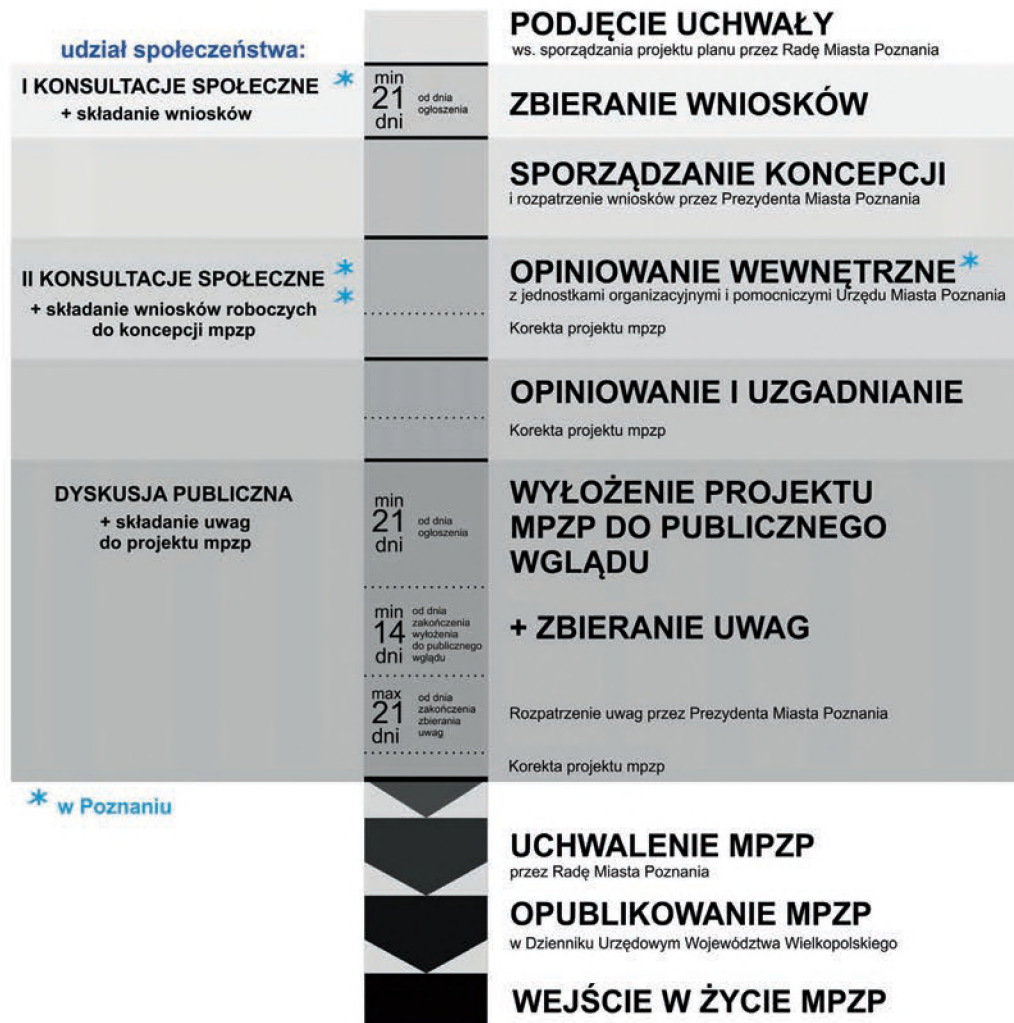 PODJĘCIE UCHWAŁY
ws. sporządzania projektu planu przez Radę Miasta Poznania
udział społeczeństwa:
I KONSULTACJE SPOŁECZNE *
+ składanie wniosków
min
21
dni
od dnia
ogłoszenia
ZBIERANIE WNIOSKÓW
SPORZĄDZANIE KONCEPCJI
i rozpatrzenie wniosków przez Prezydenta Miasta Poznania
II KONSULTACJE SPOŁECZNE *
+ składanie wniosków roboczych *
do koncepcji mpzp
OPINIOWANIE WEWNĘTRZNE *
z jednostkami organizacyjnymi i pomocniczymi Urzędu Miasta Poznania
Korekta projektu mpzp
OPINIOWANIE I UZGADNIANIE
Korekta projektu mpzp
DYSKUSJA PUBLICZNA
+ składanie uwag
do projektu mpzp
min
21
dni
od dnia
ogłoszenia
WYŁOŻENIE PROJEKTU
MPZP DO PUBLICZNEGO
WGLĄDU
min
14
dni
od dnia
zakończenia
wyłożenia
do publicznego
wglądu
+ ZBIERANIE UWAG
max
21
dni
od dnia
zakończenia
zbierania
uwag
Rozpatrzenie uwag przez Prezydenta Miasta Poznania
Korekta projektu mpzp
* w Poznaniu
UCHWALENIE MPZP
przez Radę Miasta Poznania
OPUBLIKOWANIE MPZP
w Dzienniku Urzędowym Województwa Wielkopolskiego
WEJŚCIE W ŻYCIE MPZP